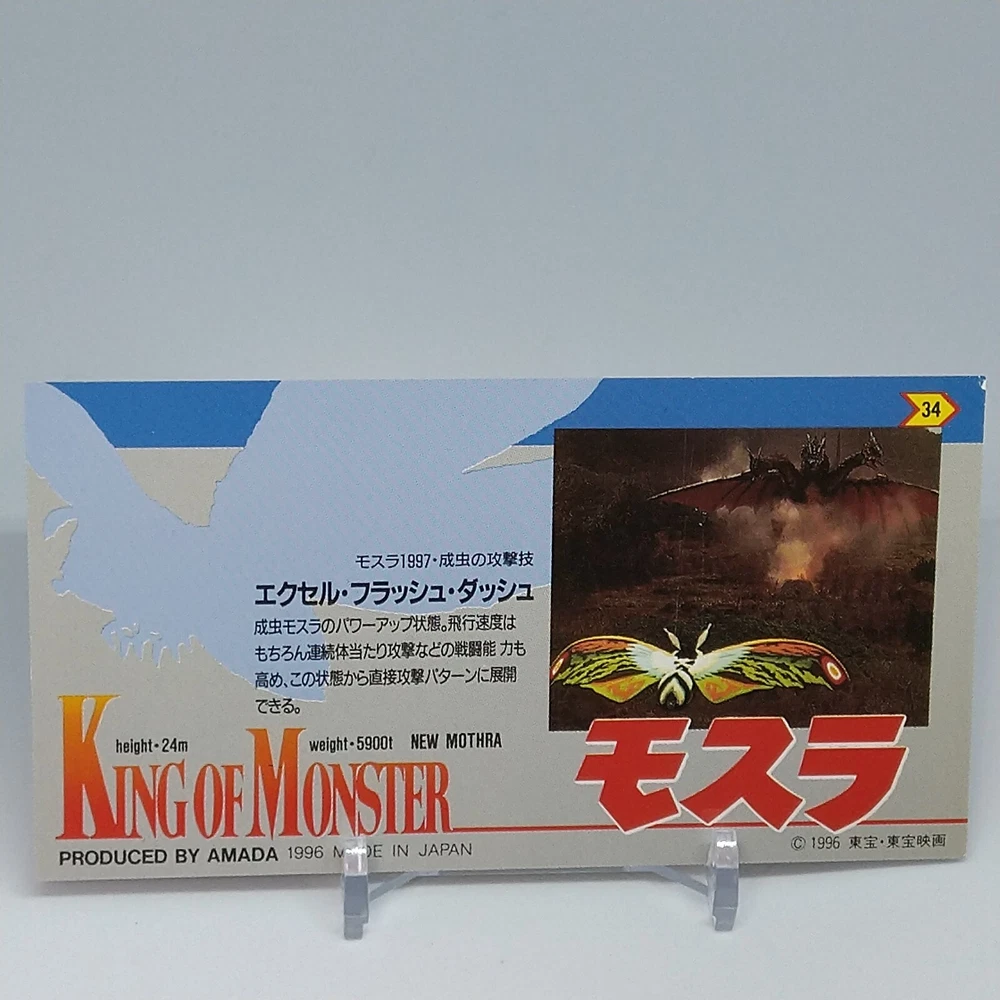 34
モスラ1997・成虫の攻撃技
エクセル・フラッシュ・ダッシュ
成虫モスラのパワーアップ状態。飛行速度は
もちろん連続体当たり攻撃などの戦闘能力も
高め、この状態から直接攻撃パターンに展開
できる。
height・24m weight・5900t NEW MOTHRA
KING OF MONSTER
モスラ
PRODUCED BY AMADA 1996 MADE IN JAPAN
© 1996 東宝・東宝映画